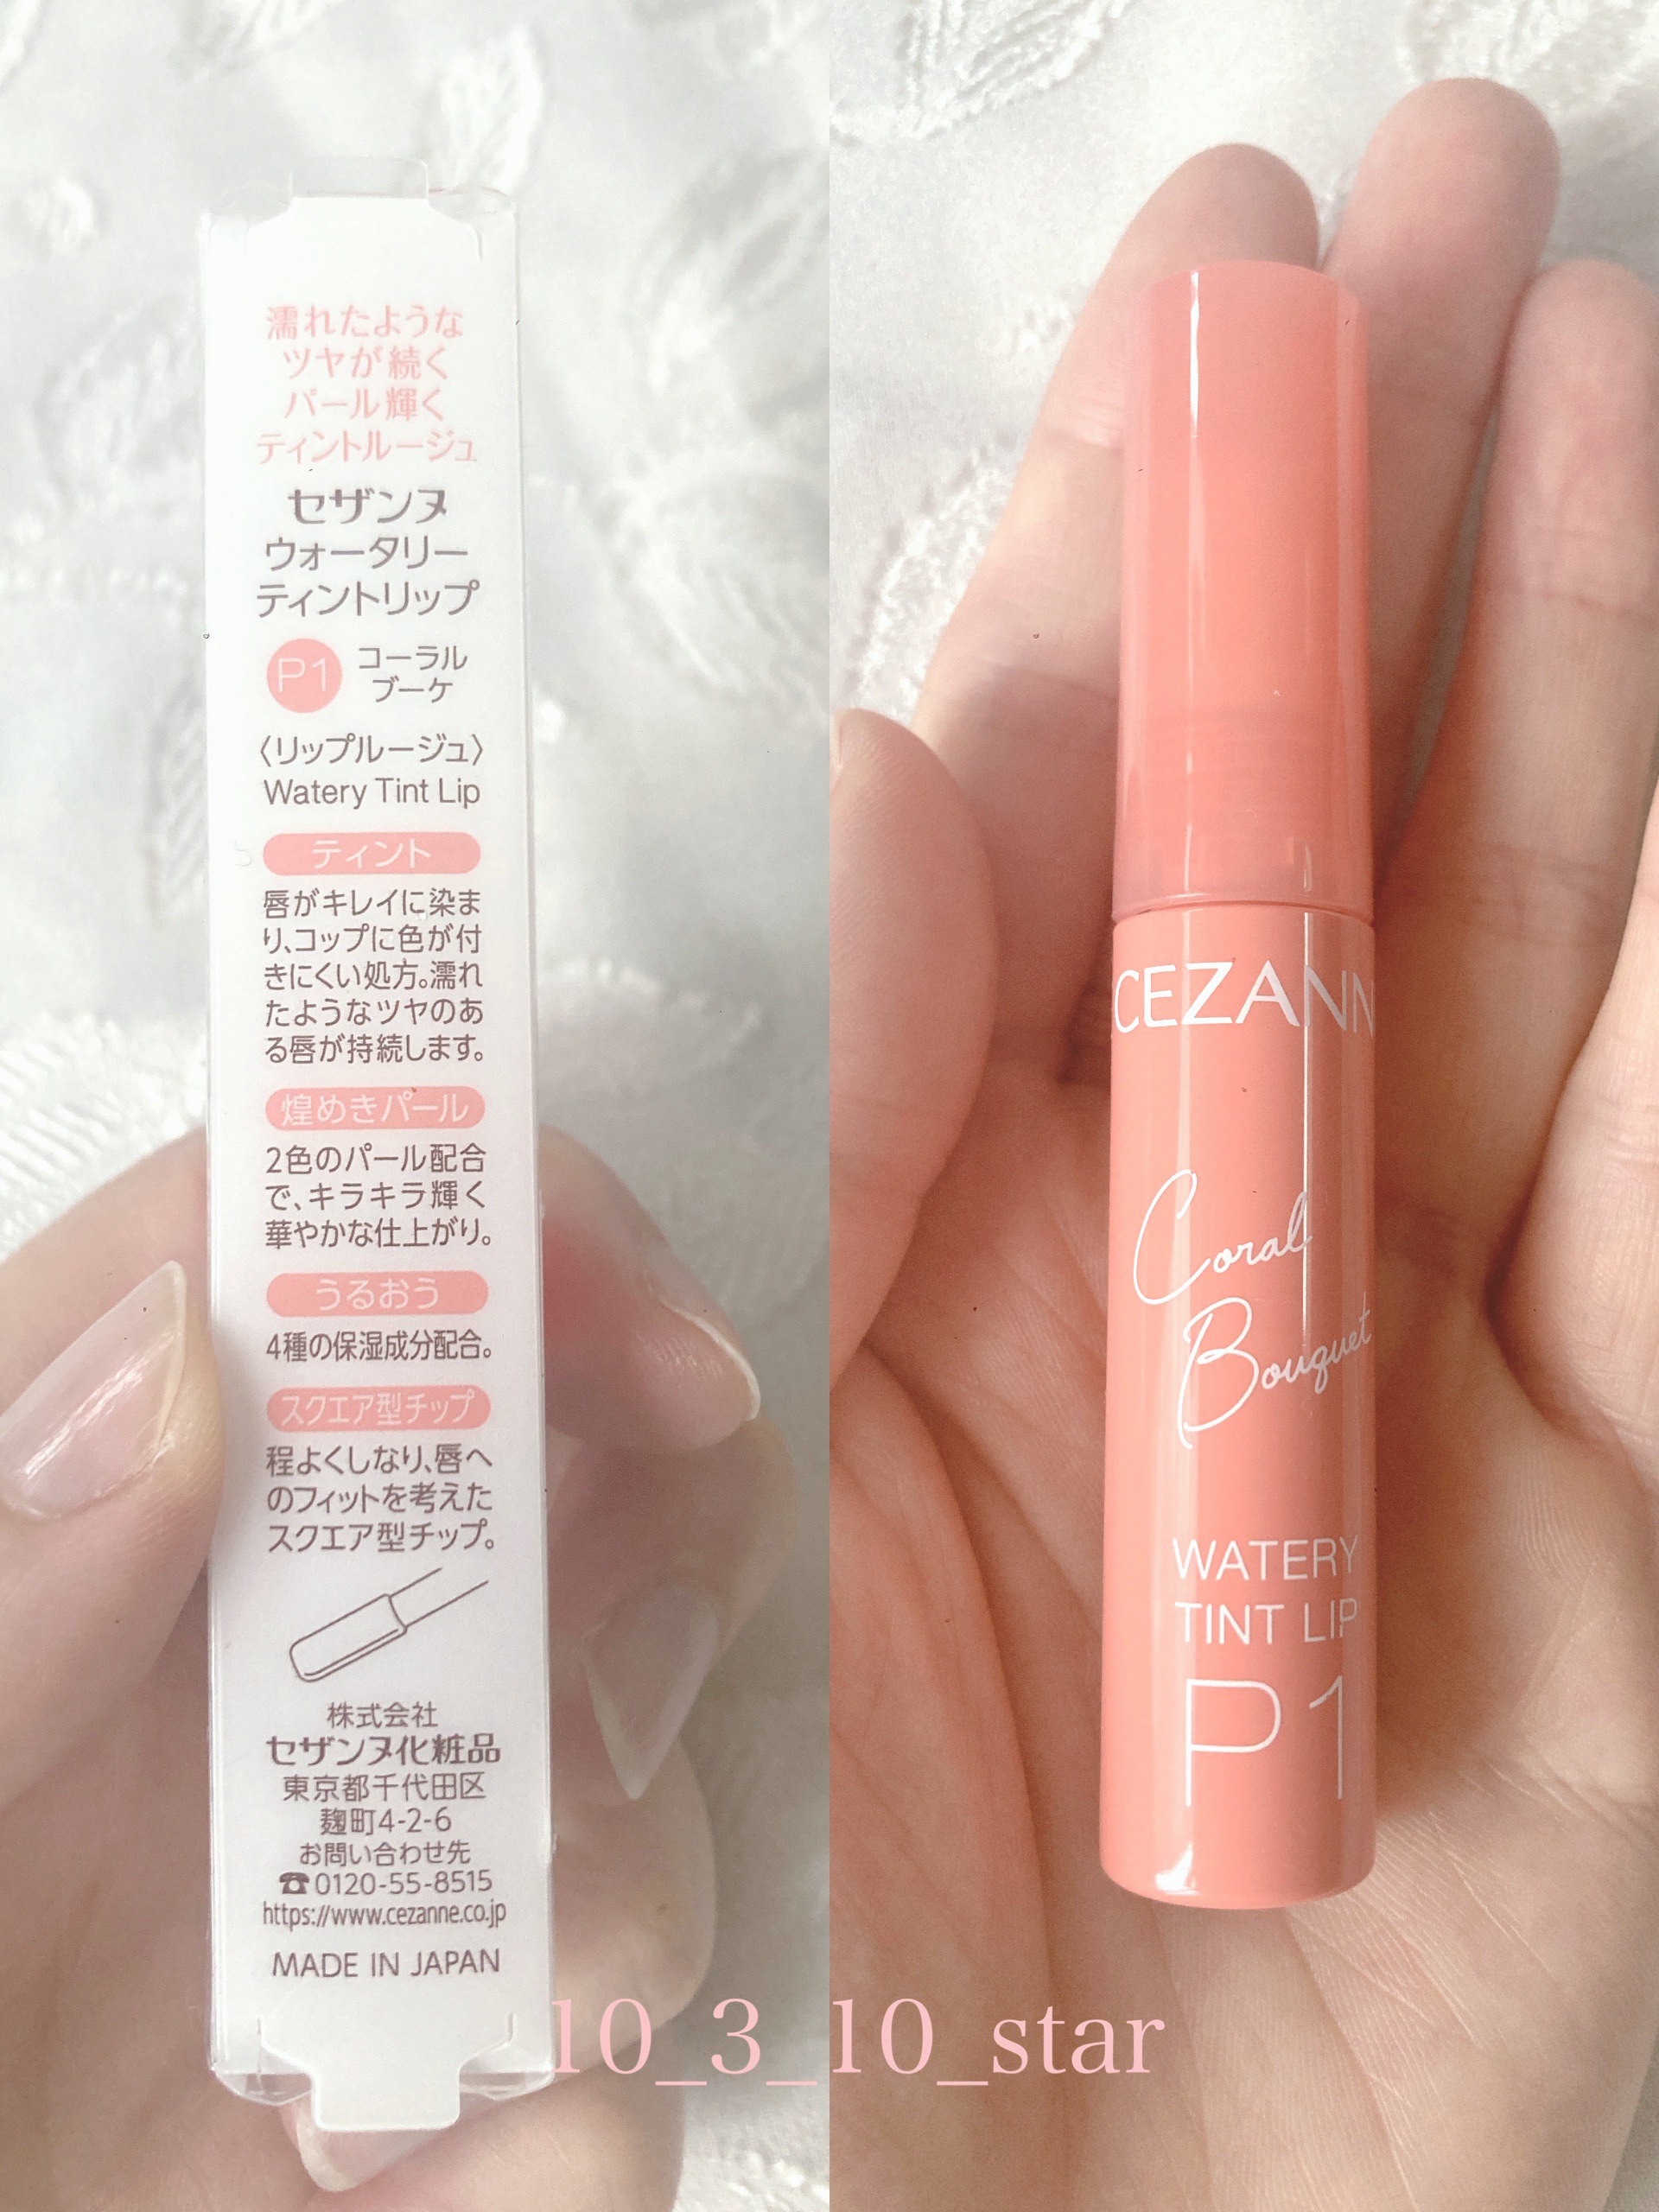 濡れたような
ツヤが続く
パール輝く
ティントルージュ
セザンヌ
ウォータリー
ティントリップ
P1 コーラル
ブーケ
〈リップルージュ〉
Watery Tint Lip
ティント
唇がキレイに染ま
り、コップに色が付
きにくい処方。濡れ
たようなツヤのあ
る唇が持続します。
煌めきパール
2色のパール配合
で、キラキラ輝く
華やかな仕上がり。
うるおう
4種の保湿成分配合。
スクエア型チップ
程よくしなり、唇へ
のフィットを考えた
スクエア型チップ。
株式会社
セザンヌ化粧品
東京都千代田区
麹町4-2-6
お問い合わせ先
☎0120-55-8515
https://www.cezanne.co.jp
MADE IN JAPAN
CEZANN
Coral
Bouquet
WATERY
TINT LIP
P1
10_3_10_star